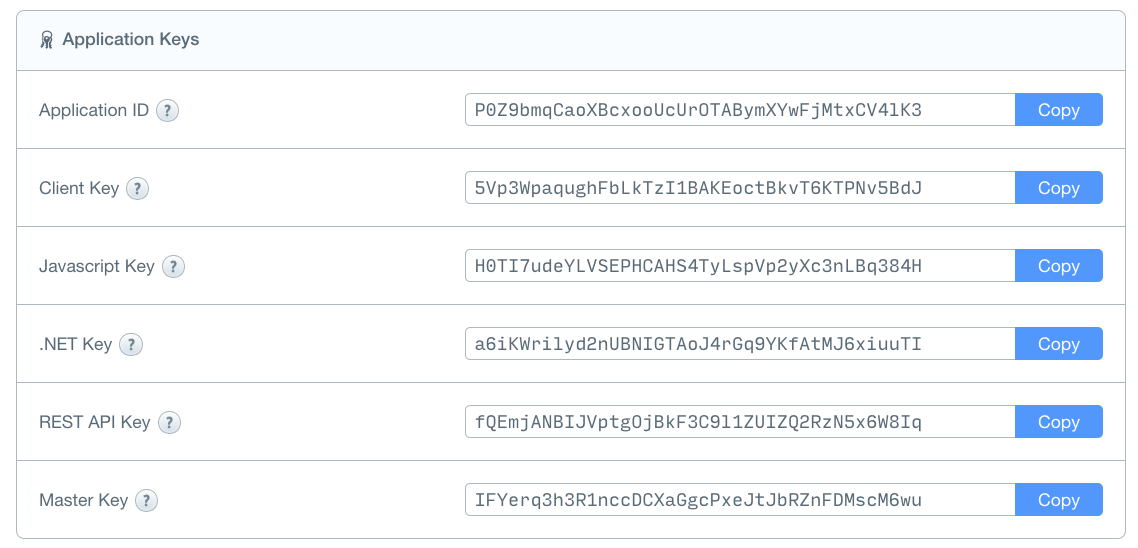 Application Keys
Application ID ? P0Z9bmqCaoXBcxooUcUrOTABymXYwFjMtxCV4lK3 Copy
Client Key ? 5Vp3WpaqughFbLkTzI1BAKEoctBkvT6KTPNv5BdJ Copy
Javascript Key ? H0TI7udeYLVSEPHCAHS4TyLspVp2yXc3nLBq384H Copy
.NET Key ? a6iKWrilyd2nUBNIGTAoJ4rGq9YKfAtMJ6xiuuTI Copy
REST API Key ? fQEmjANBIJVptgOjBkF3C9l1ZUIZQ2RzN5x6W8Iq Copy
Master Key ? IFYerq3h3R1nccDCXaGgcPxeJtJbRZnFDMscM6wu Copy